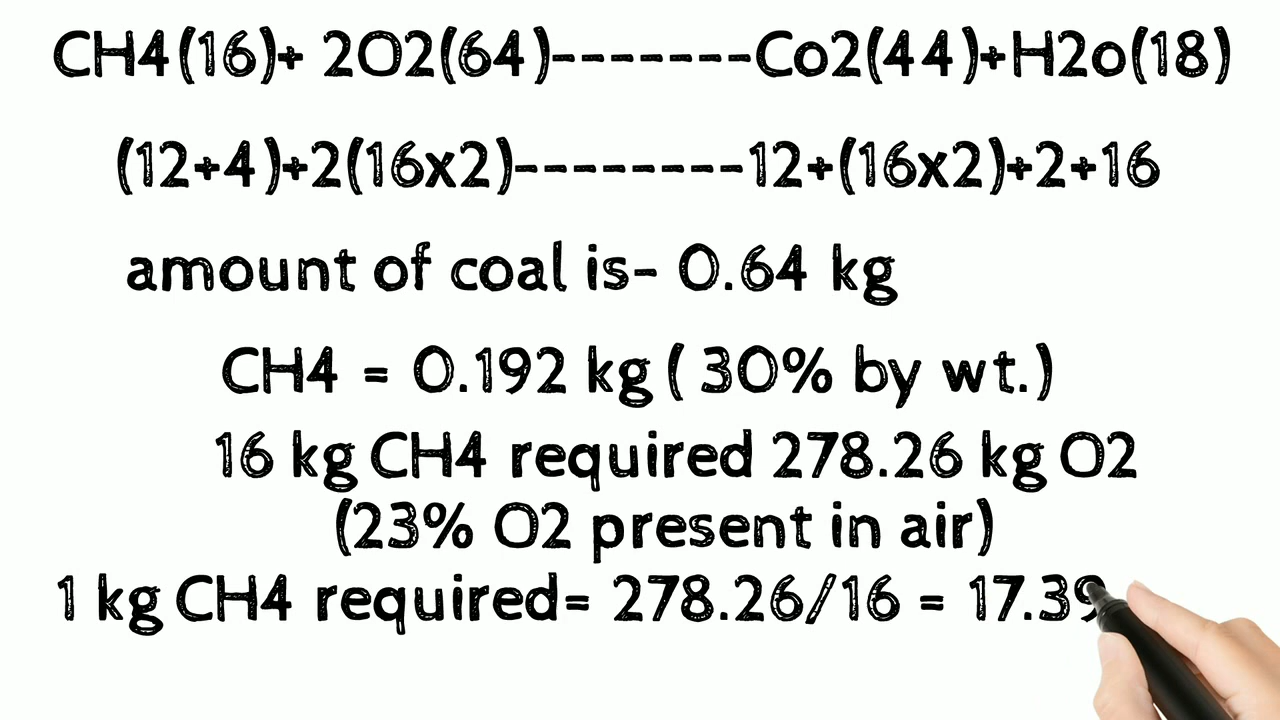 CH4(16)+ 2O2(64)-------Co2(44)+H2o(18)
(12+4)+2(16x2)--------12+(16x2)+2+16
amount of coal is- 0.64 kg
CH4 = 0.192 kg ( 30% by wt.)
16 kg CH4 required 278.26 kg O2
(23% O2 present in air)
1 kg CH4 required= 278.26/16 = 17.39